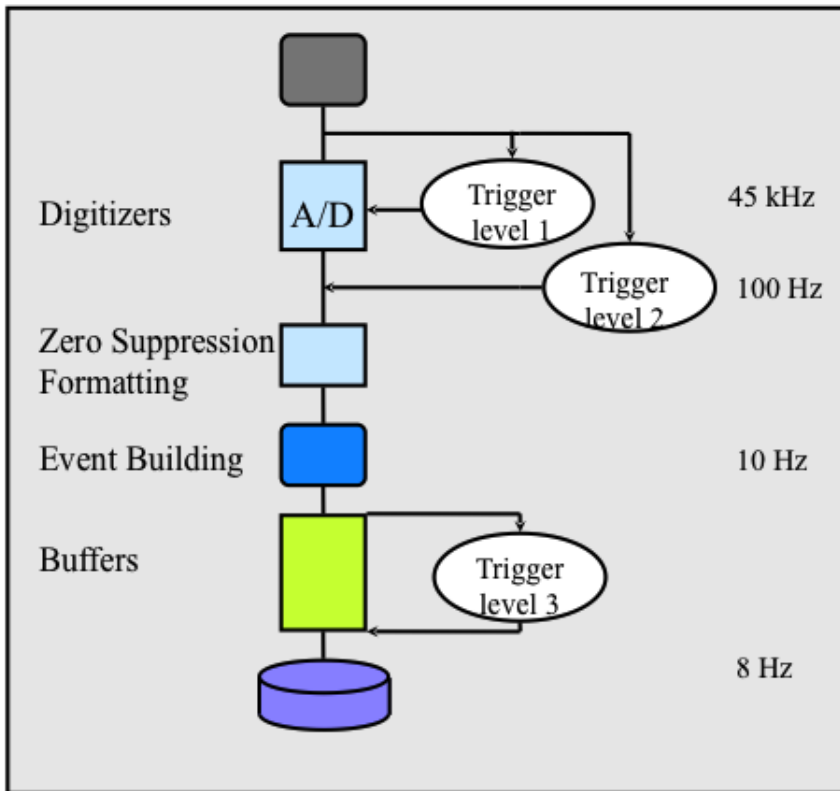 Digitizers
A/D
Trigger
level 1
45 kHz
Trigger
level 2
100 Hz
Zero Suppression
Formatting
Event Building
10 Hz
Buffers
Trigger
level 3
8 Hz